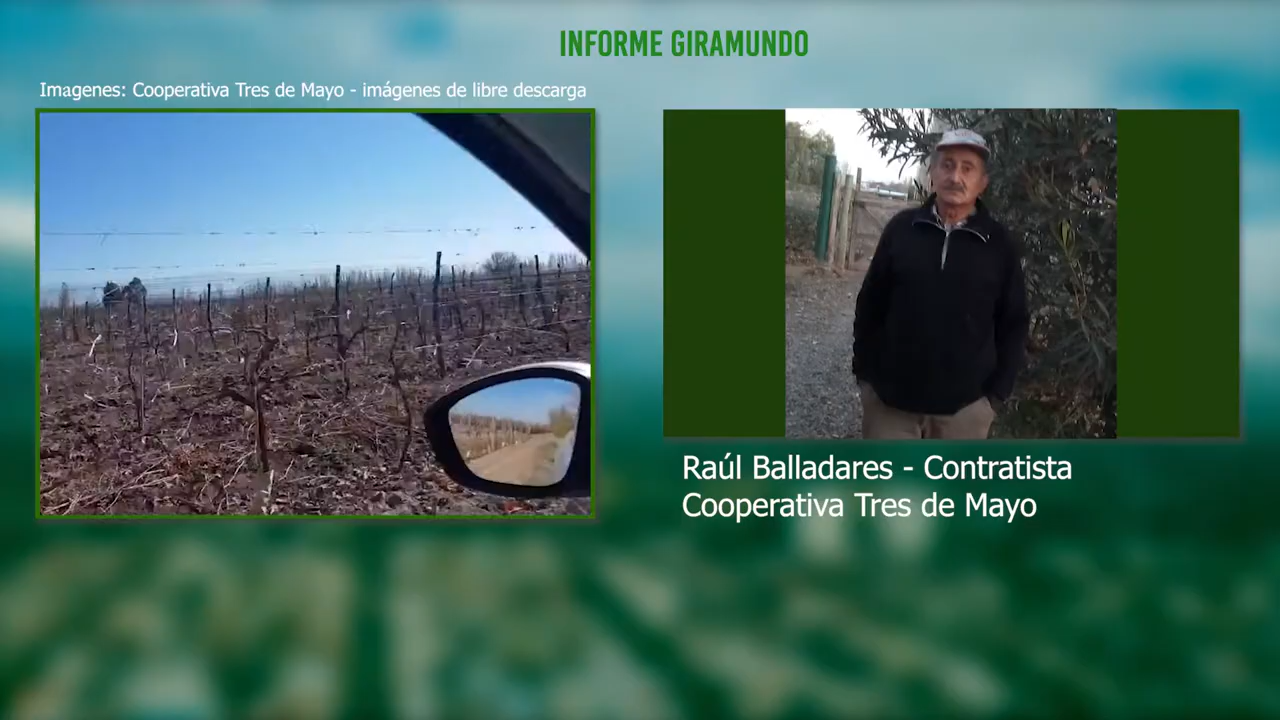 INFORME GIRAMUNDO
Imagenes: Cooperativa Tres de Mayo - imágenes de libre descarga
Raúl Balladares - Contratista
Cooperativa Tres de Mayo